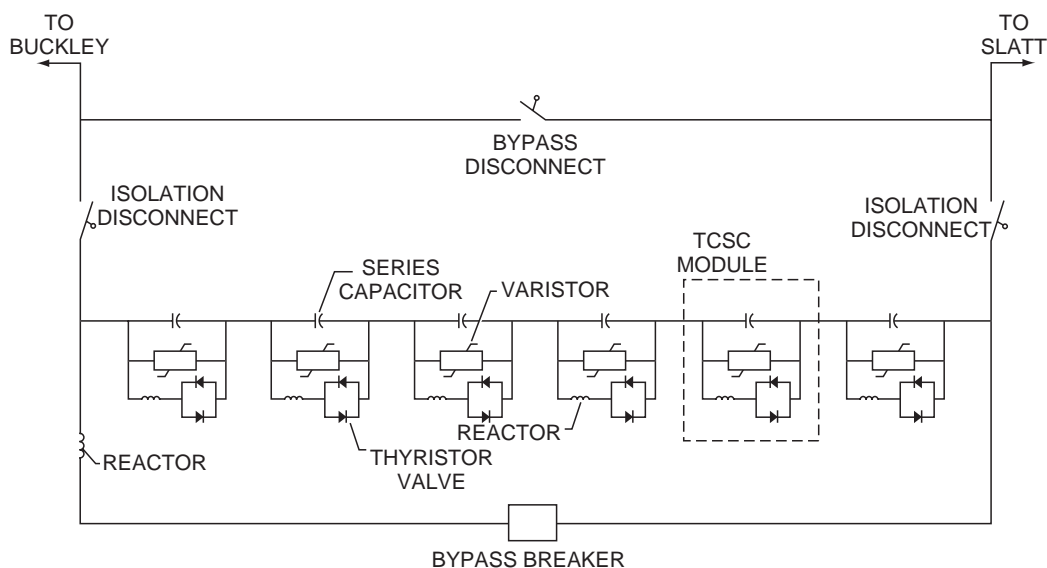 TO
BUCKLEY
TO
SLATT
BYPASS
DISCONNECT
ISOLATION
DISCONNECT
ISOLATION
DISCONNECT
SERIES
CAPACITOR
VARISTOR
TCSC
MODULE
REACTOR
REACTOR
THYRISTOR
VALVE
BYPASS BREAKER